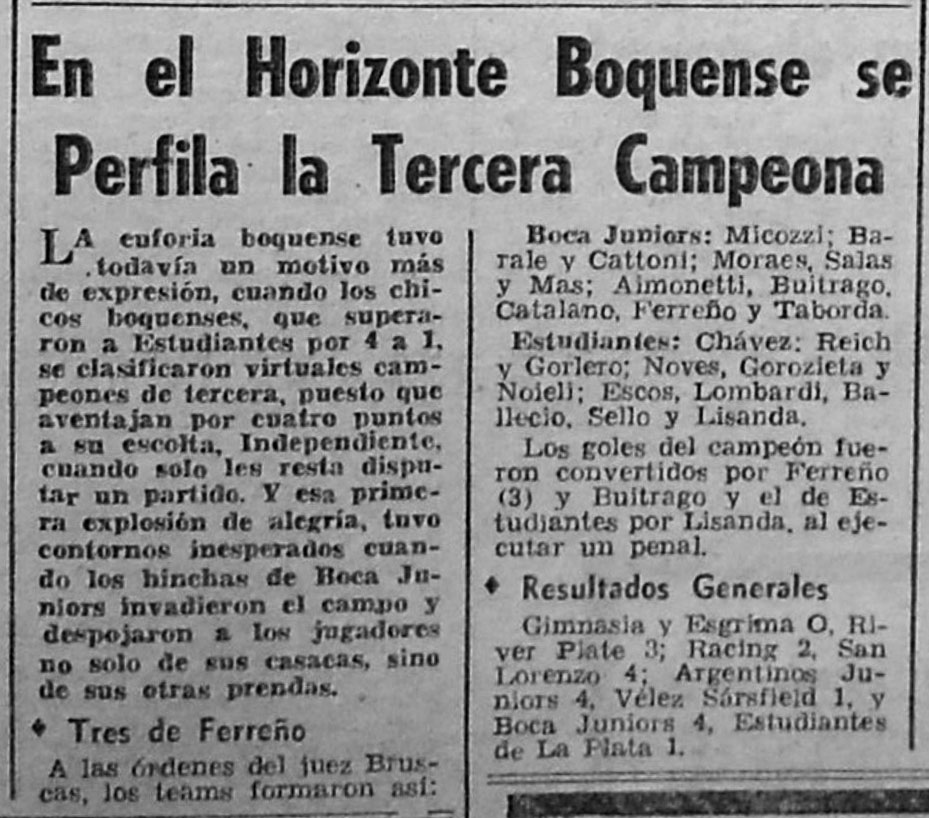 En el Horizonte Boquense se
Perfila la Tercera Campeona
LA euforia boquense tuvo
todavía un motivo más
de expresión, cuando los chi-
cos boquenses, que supera-
ron a Estudiantes por 4 a 1,
se clasificaron virtuales cam-
peones de tercera, puesto que
aventajan por cuatro puntos
a su escolta, Independiente,
cuando solo les resta dispu-
tar un partido. Y esa prime-
ra explosión de alegría, tuvo
contornos inesperados cuan-
do los hinchas de Boca Ju-
niors invadieron el campo y
despojaron a los jugadores
no solo de sus casacas, sino
de sus otras prendas.
♦ Tres de Ferreño
A las órdenes del juez Brus-
cas, los teams formaron así:
Boca Juniors: Micozzi; Ba-
rale y Cattoni; Moraes, Salas
y Mas; Aimonetti, Buitrago,
Catalano, Ferreño y Taborda.
Estudiantes: Chávez; Reich
y Gorlero; Noves, Gorozieta y
Noieli; Escos, Lombardi, Ba-
llecio, Sello y Lisanda.
Los goles del campeón fue-
ron convertidos por Ferreño
(3) y Buitrago y el de Es-
tudiantes por Lisanda, al eje-
cutar un penal.
♦ Resultados Generales
Gimnasia y Esgrima 0, Ri-
ver Plate 3; Racing 2, San
Lorenzo 4; Argentinos Ju-
niors 4, Vélez Sársfield 1, y
Boca Juniors 4, Estudiantes
de La Plata 1.